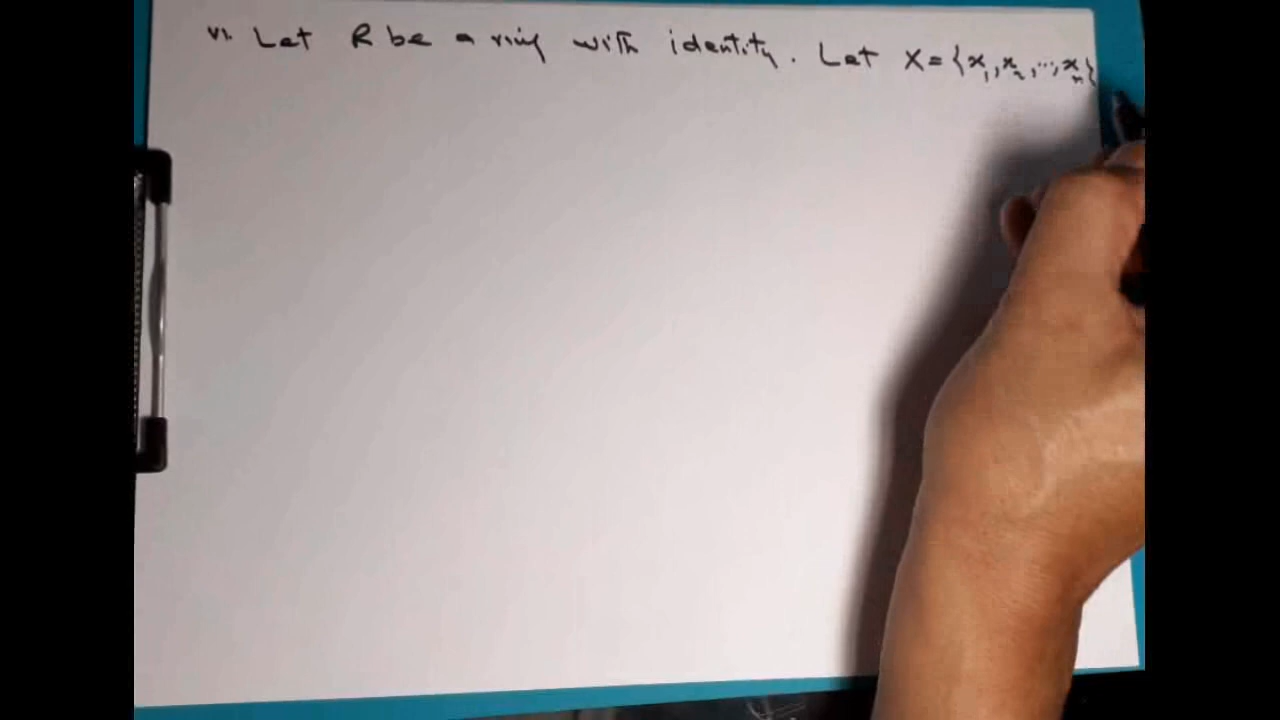 vi. Let R be a ring with identity. Let X = {x₁, x₂, ..., xₙ}